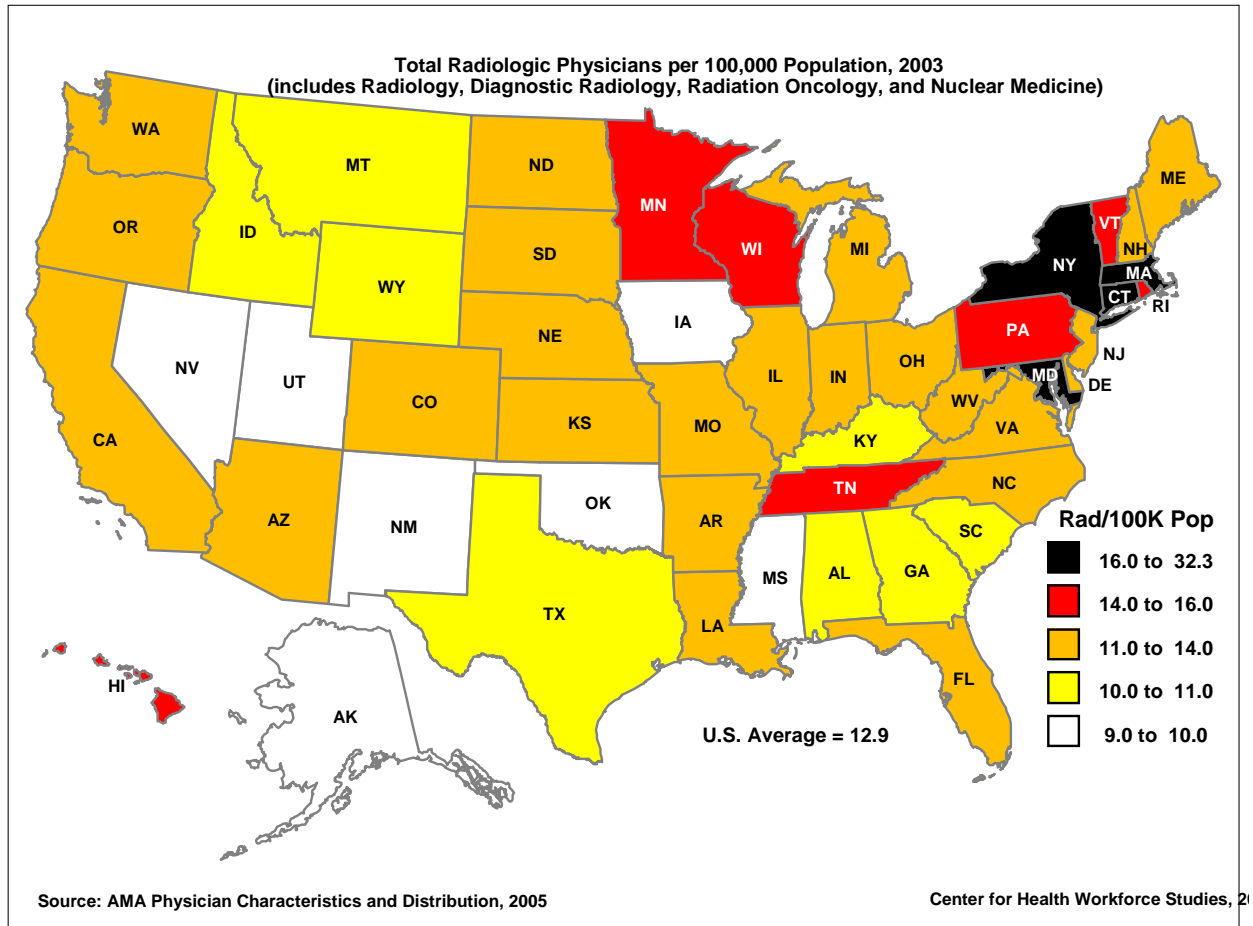 Total Radiologic Physicians per 100,000 Population, 2003
(includes Radiology, Diagnostic Radiology, Radiation Oncology, and Nuclear Medicine)
WA
MT
ND
MN
ME
VT
OR
ID
SD
WI
MI
NH
NY
MA
CT
RI
WY
IA
PA
NE
NV
UT
IL
IN
OH
NJ
MD
DE
CO
KS
MO
WV
VA
CA
KY
NC
TN
AZ
NM
OK
AR
SC
MS
AL
GA
TX
LA
FL
HI
AK
Rad/100K Pop
16.0 to 32.3
14.0 to 16.0
11.0 to 14.0
10.0 to 11.0
9.0 to 10.0
U.S. Average = 12.9
Source: AMA Physician Characteristics and Distribution, 2005
Center for Health Workforce Studies,